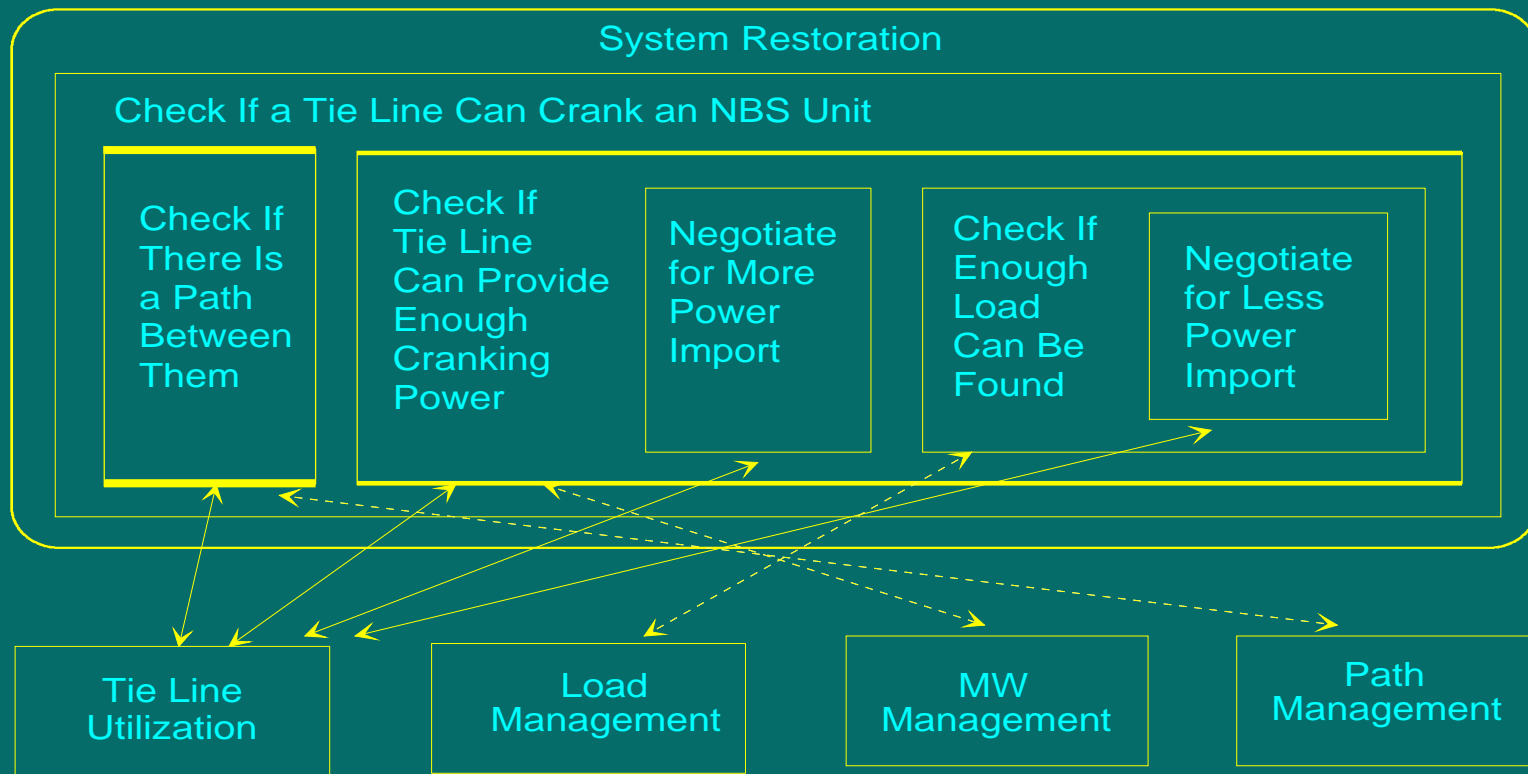 System Restoration
Check If a Tie Line Can Crank an NBS Unit
Check If
There Is
a Path
Between
Them
Check If
Tie Line
Can Provide
Enough
Cranking
Power
Negotiate
for More
Power
Import
Check If
Enough
Load
Can Be
Found
Negotiate
for Less
Power
Import
Tie Line
Utilization
Load
Management
MW
Management
Path
Management